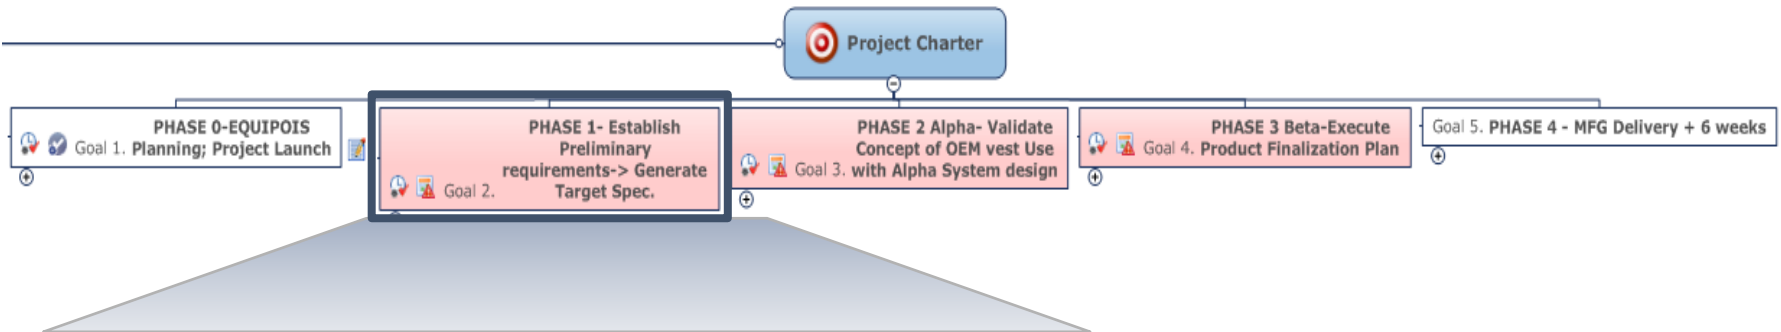 Project Charter
PHASE 0-EQUIPOIS
Goal 1. Planning; Project Launch
PHASE 1- Establish
Preliminary
requirements-> Generate
Goal 2. Target Spec.
PHASE 2 Alpha- Validate
Concept of OEM vest Use
Goal 3. with Alpha System design
PHASE 3 Beta-Execute
Goal 4. Product Finalization Plan
Goal 5. PHASE 4 - MFG Delivery + 6 weeks